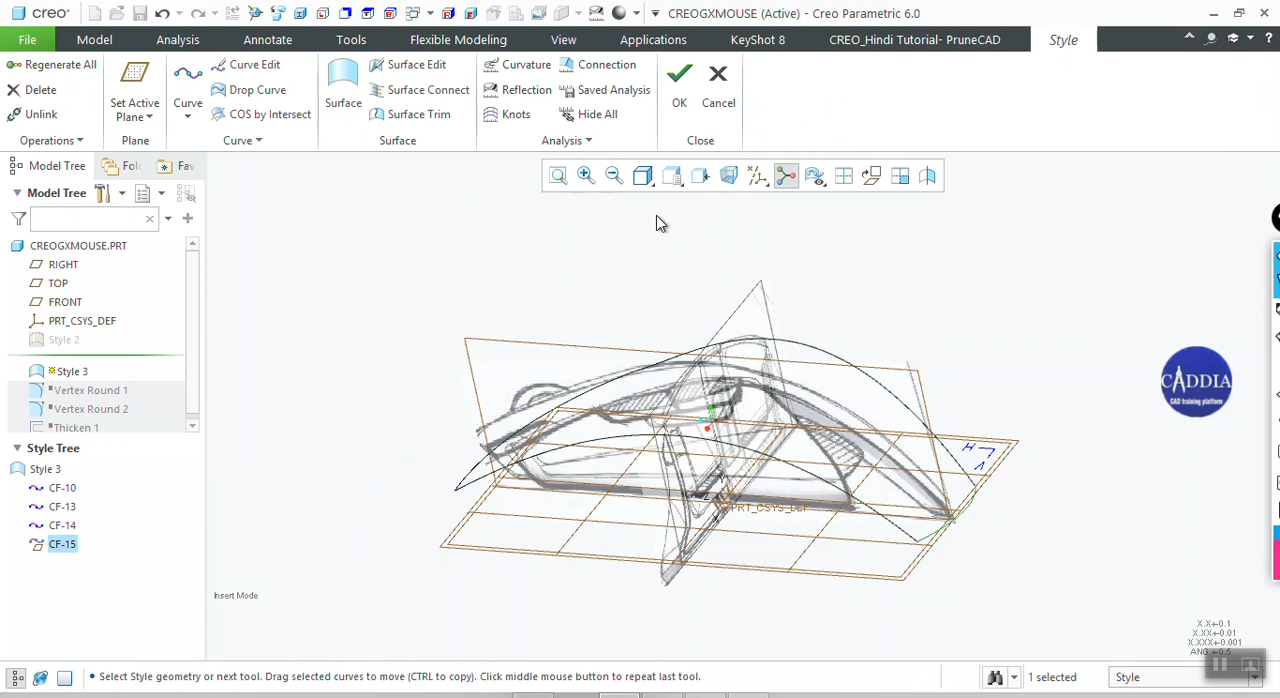 creo
CREOGXMOUSE (Active) - Creo Parametric 6.0
File
Model
Analysis
Annotate
Tools
Flexible Modeling
View
Applications
KeyShot 8
CREO_Hindi Tutorial- PruneCAD
Style
Regenerate All
Delete
Unlink
Operations
Set Active
Plane
Plane
Curve
Curve Edit
Drop Curve
COS by Intersect
Curve
Surface
Surface Edit
Surface Connect
Surface Trim
Surface
Curvature
Reflection
Knots
Connection
Saved Analysis
Hide All
Analysis
OK
Cancel
Close
Model Tree
Fol
Fav
Model Tree
CREOGXMOUSE.PRT
RIGHT
TOP
FRONT
PRT_CSYS_DEF
Style 2
Style 3
Vertex Round 1
Vertex Round 2
Thicken 1
Style Tree
Style 3
CF-10
CF-13
CF-14
CF-15
H
V
PRT_CSYS_DEF
CADDIA
CAD training platform
Insert Mode
X.X+-0.1
X.XX+-0.01
X.XXX+-0.001
ANG.+-0.5
Select Style geometry or next tool. Drag selected curves to move (CTRL to copy). Click middle mouse button to repeat last tool.
1 selected
Style